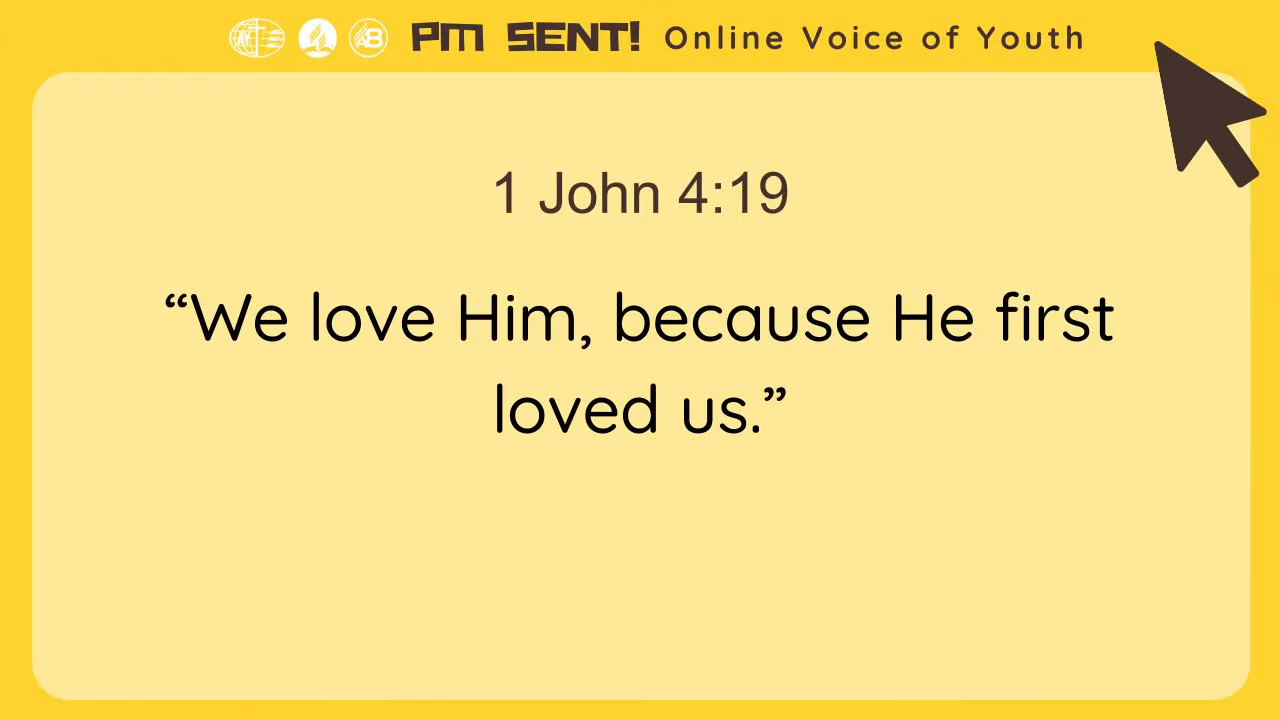 PM SENT! Online Voice of Youth
1 John 4:19
“We love Him, because He first
loved us.”